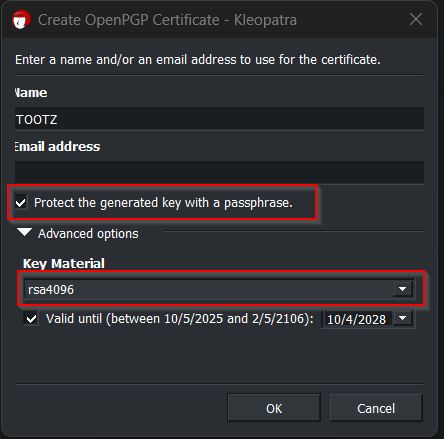 Create OpenPGP Certificate - Kleopatra
Enter a name and/or an email address to use for the certificate.
Name
TOOTZ
Email address
Protect the generated key with a passphrase.
Advanced options
Key Material
rsa4096
Valid until (between 10/5/2025 and 2/5/2106): 10/4/2028
OK Cancel